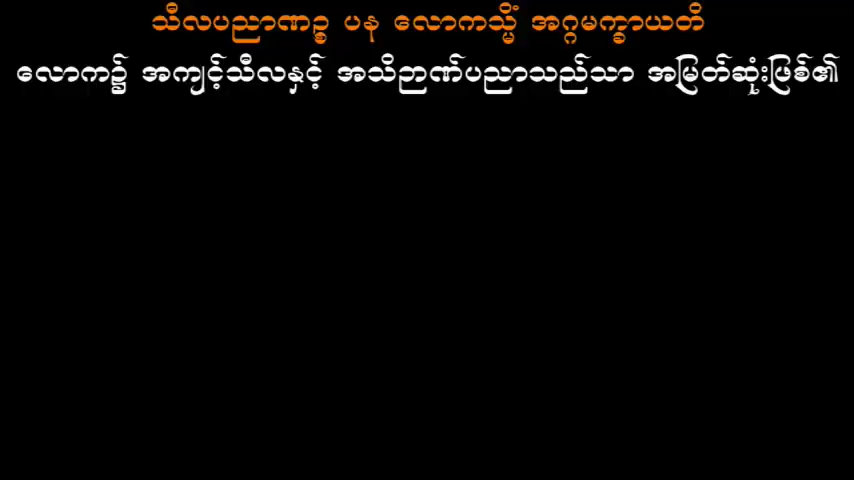 သီလပညာဏဉ္စ ပန လောကသ္မိံ အဂ္ဂမက္ခာယတိ
လောက၌ အကျင့်သီလနှင့် အသိဉာဏ်ပညာသည်သာ အမြတ်ဆုံးဖြစ်၏